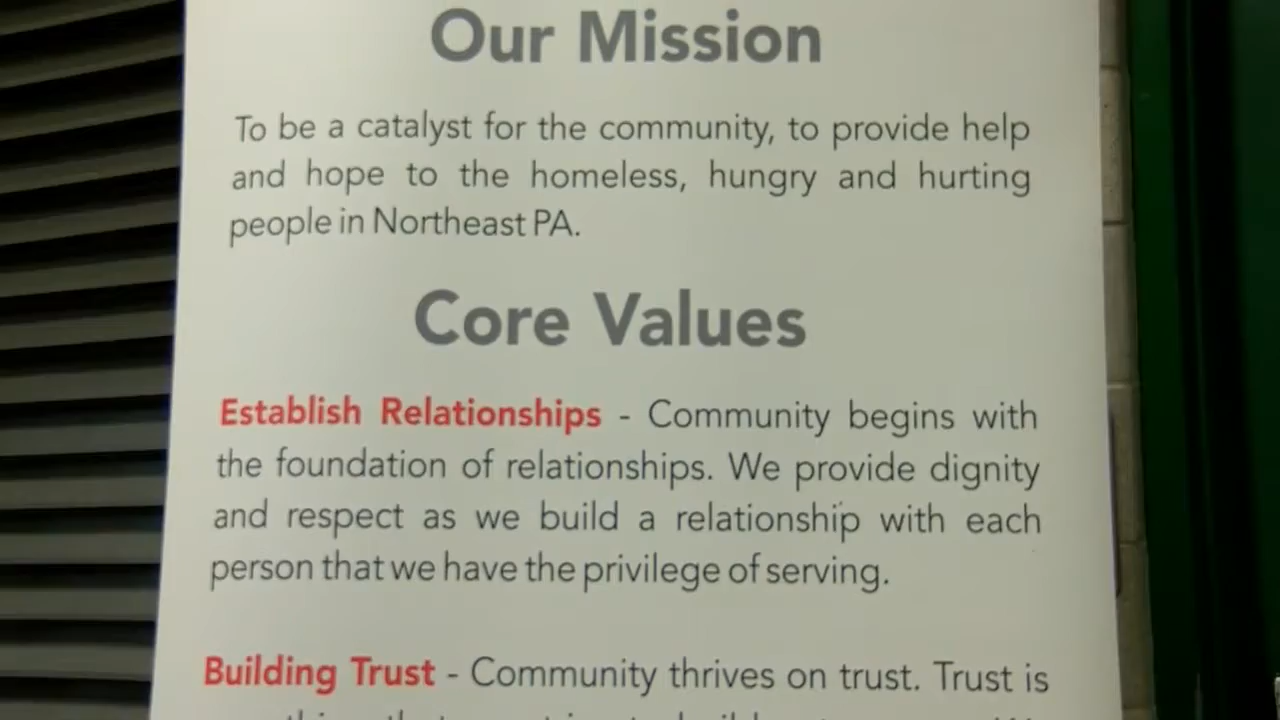 Our Mission
To be a catalyst for the community, to provide help
and hope to the homeless, hungry and hurting
people in Northeast PA.
Core Values
Establish Relationships - Community begins with
the foundation of relationships. We provide dignity
and respect as we build a relationship with each
person that we have the privilege of serving.
Building Trust - Community thrives on trust. Trust is